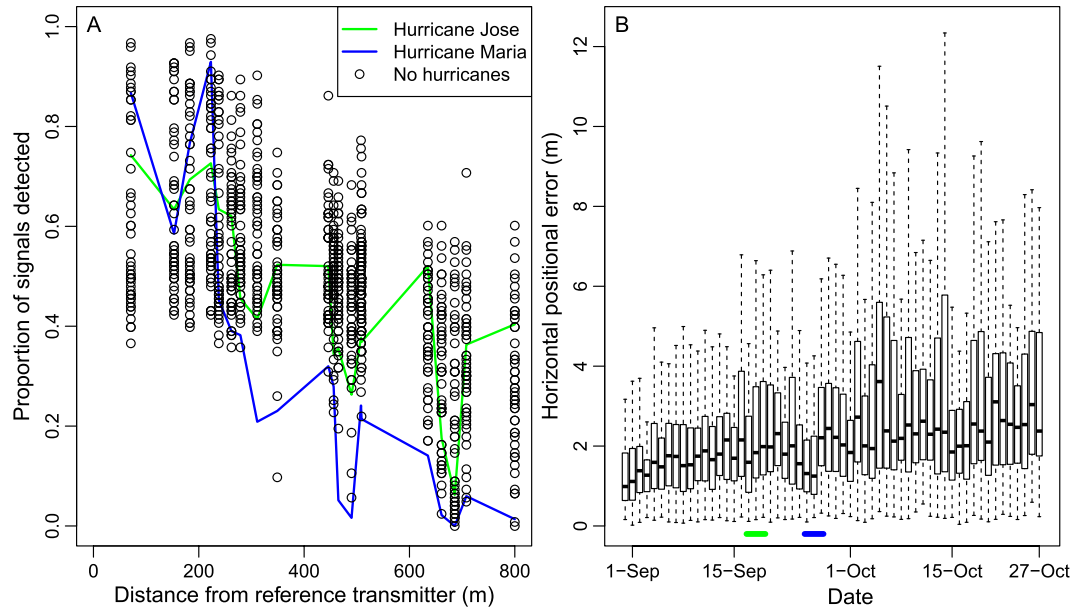 A
Hurricane Jose
Hurricane Maria
No hurricanes
Proportion of signals detected
1.0
0.8
0.6
0.4
0.2
0.0
0 200 400 600 800
Distance from reference transmitter (m)
B
Horizontal positional error (m)
12
10
8
6
4
2
0
1−Sep 15−Sep 1−Oct 15−Oct 27−Oct
Date